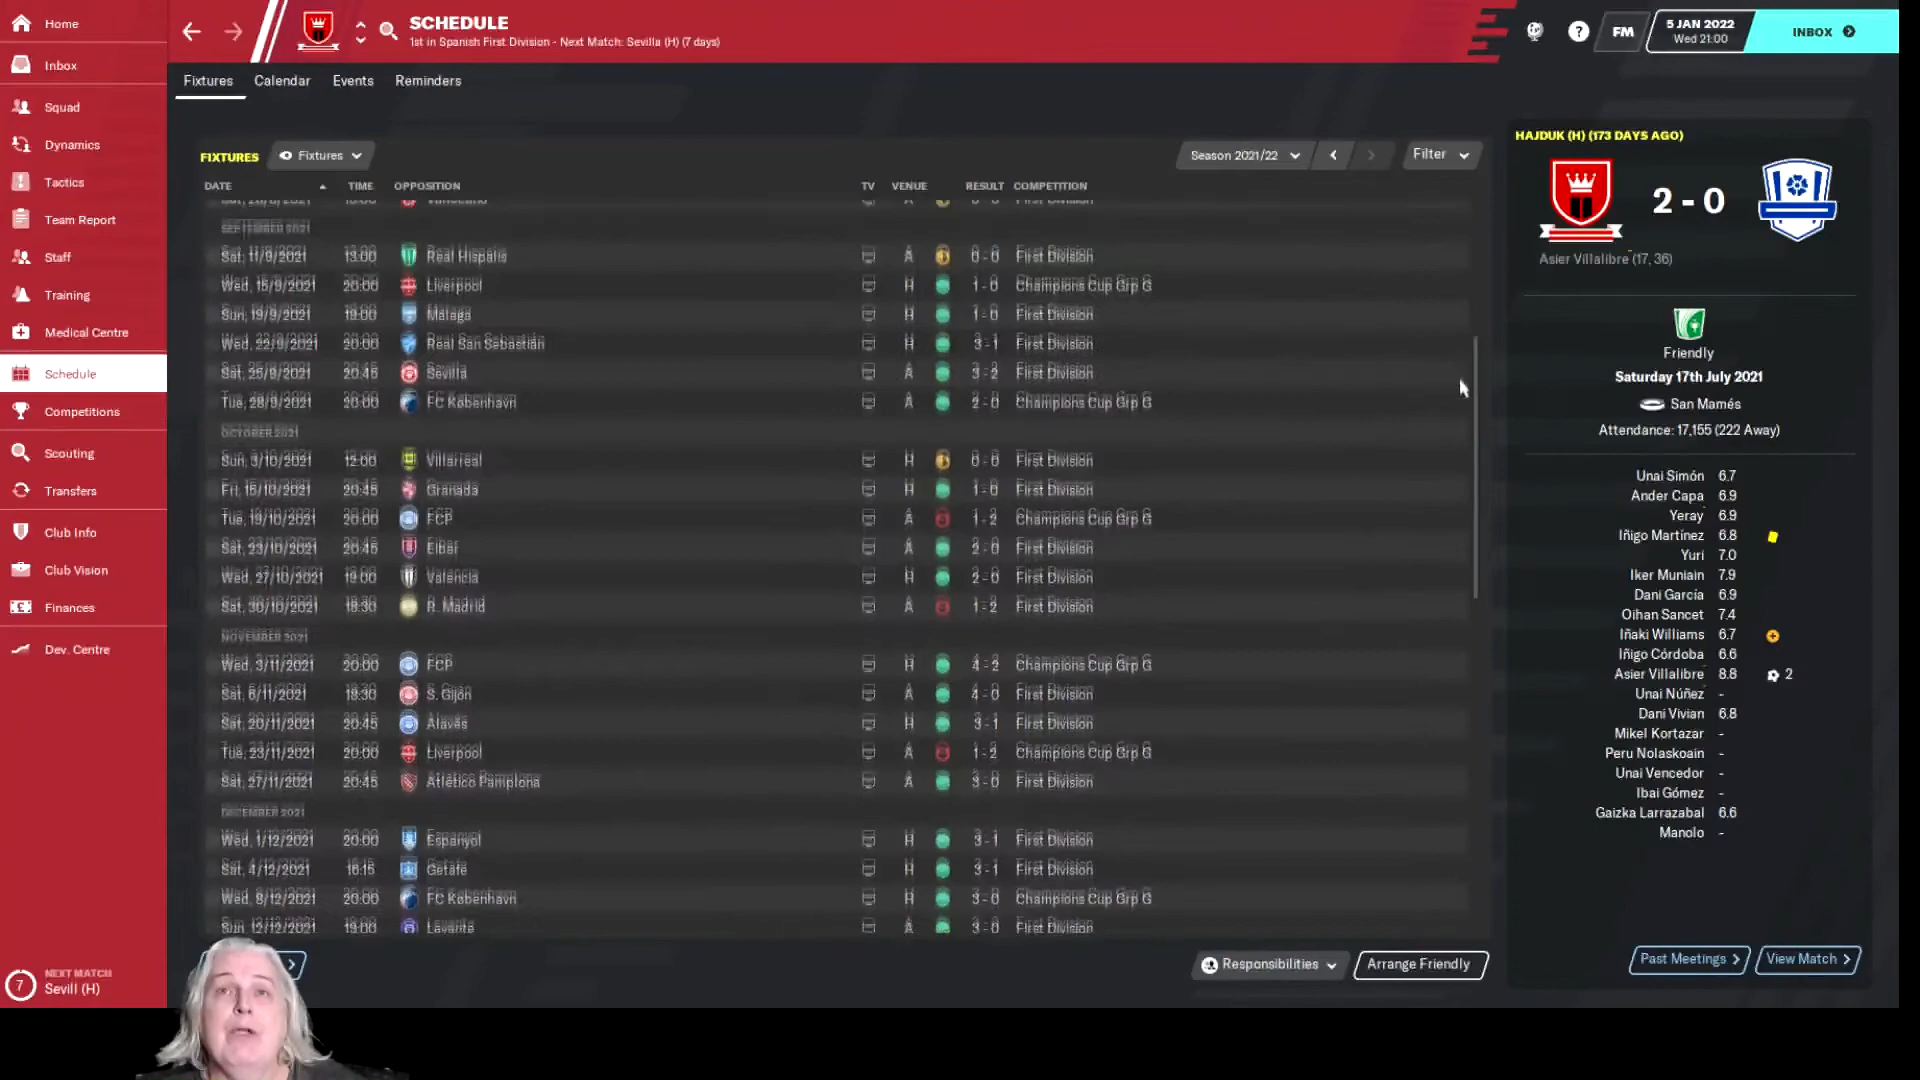 Home
Inbox
Squad
Dynamics
Tactics
Team Report
Staff
Training
Medical Centre
Schedule
Competitions
Scouting
Transfers
Club Info
Club Vision
Finances
Dev. Centre
7
NEXT MATCH
Sevill (H)
SCHEDULE
1st in Spanish First Division - Next Match: Sevilla (H) (7 days)
?
FM
5 JAN 2022
Wed 21:00
INBOX
Fixtures Calendar Events Reminders
FIXTURES Fixtures Season 2021/22 Filter
DATE TIME OPPOSITION TV VENUE RESULT COMPETITION
SEPTEMBER 2021
Sat, 11/9/2021 13:00 Real Hispalis A 0 - 0 First Division
Wed, 15/9/2021 20:00 Liverpool H 1 - 0 Champions Cup Grp G
Sun, 19/9/2021 Málaga H 1 - 0 First Division
Wed, 22/9/2021 20:00 Real San Sebastián H 3 - 1 First Division
Sat, 25/9/2021 20:45 Sevilla A 3 - 2 First Division
Tue, 28/9/2021 20:00 FC København A 2 - 0 Champions Cup Grp G
OCTOBER 2021
Sun, 3/10/2021 12:00 Villarreal H 0 - 0 First Division
Fri, 15/10/2021 20:45 Granada H 1 - 0 First Division
Tue, 19/10/2021 20:00 FCP A 1 - 2 Champions Cup Grp G
Sat, 23/10/2021 20:45 Eibar A 2 - 0 First Division
Wed, 27/10/2021 19:00 Valencia H 2 - 0 First Division
Sat, 30/10/2021 18:30 R. Madrid A 1 - 2 First Division
NOVEMBER 2021
Wed, 3/11/2021 20:00 FCP H 4 - 2 Champions Cup Grp G
Sat, 6/11/2021 18:30 S. Gijón A 4 - 0 First Division
Sat, 20/11/2021 20:45 Alavés H 3 - 1 First Division
Tue, 23/11/2021 20:00 Liverpool A 1 - 2 Champions Cup Grp G
Sat, 27/11/2021 20:45 Atlético Pamplona A 3 - 0 First Division
DECEMBER 2021
Wed, 1/12/2021 20:00 Espanyol H 3 - 1 First Division
Sat, 4/12/2021 16:15 Getafe H 3 - 1 First Division
Wed, 8/12/2021 20:00 FC København H 3 - 0 Champions Cup Grp G
Sun, 12/12/2021 Levante A 3 - 0 First Division
Responsibilities Arrange Friendly
HAJDUK (H) (173 DAYS AGO)
2 - 0
Asier Villalibre (17, 36)
Friendly
Saturday 17th July 2021
San Mamés
Attendance: 17,155 (222 Away)
Unai Simón 6.7
Ander Capa 6.9
Yeray 6.9
Iñigo Martínez 6.8
Yuri 7.0
Iker Muniain 7.9
Dani García 6.9
Oihan Sancet 7.4
Iñaki Williams 6.7
Iñigo Córdoba 6.6
Asier Villalibre 8.8 2
Unai Núñez -
Dani Vivian 6.8
Mikel Kortazar -
Peru Nolaskoain -
Unai Vencedor -
Ibai Gómez -
Gaizka Larrazabal 6.6
Manolo -
Past Meetings View Match